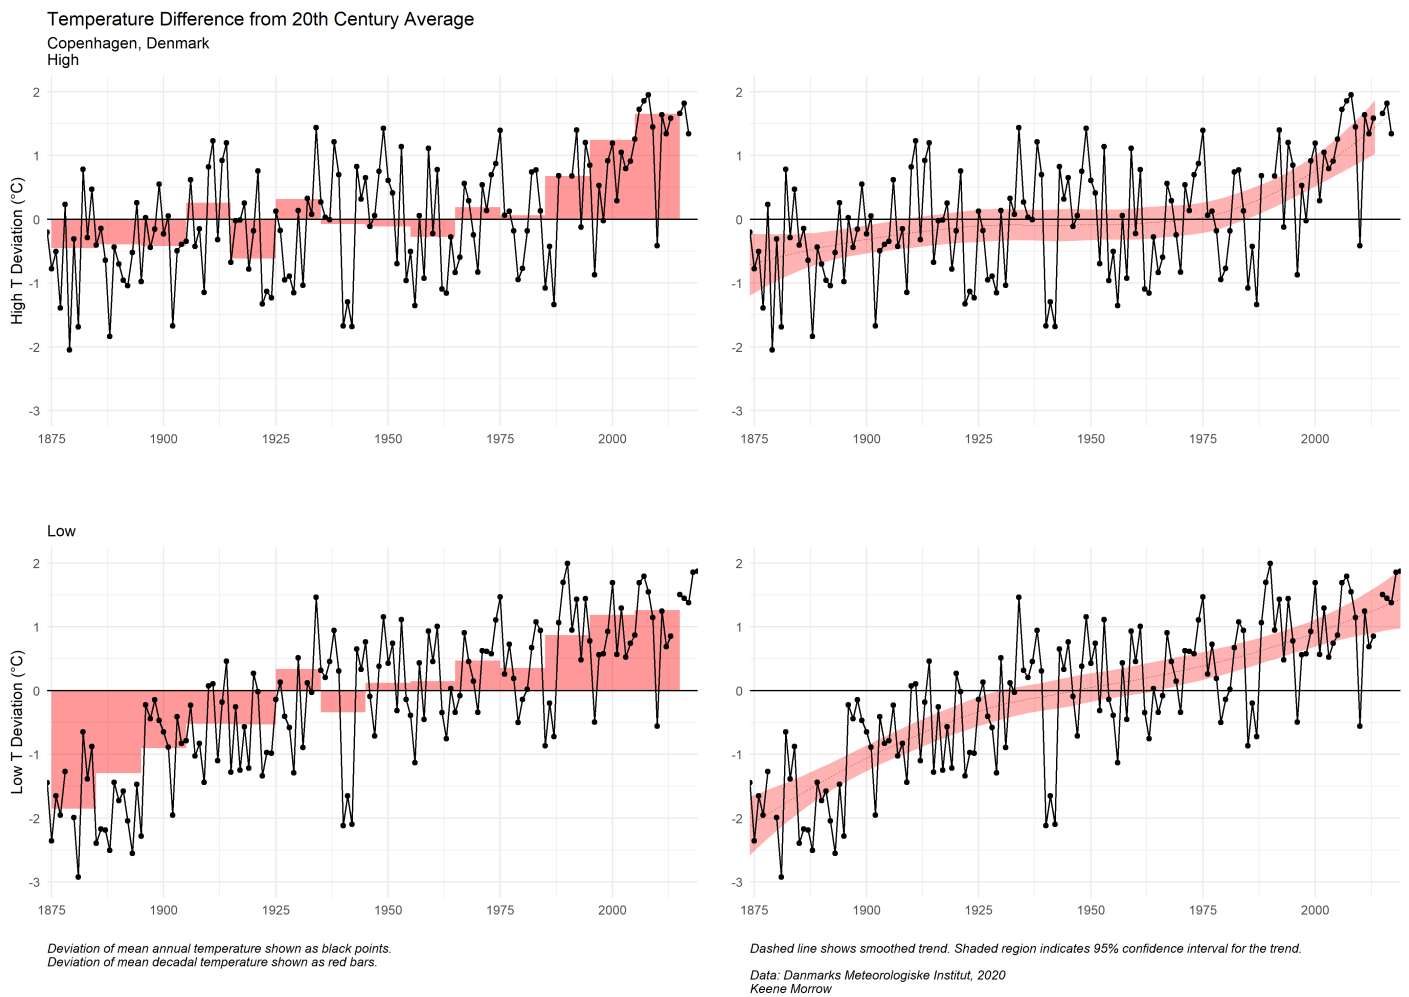 Temperature Difference from 20th Century Average
Copenhagen, Denmark
High
High T Deviation (°C)
2
1
0
-1
-2
-3
1875 1900 1925 1950 1975 2000
2
1
0
-1
-2
-3
1875 1900 1925 1950 1975 2000
Low
Low T Deviation (°C)
2
1
0
-1
-2
-3
1875 1900 1925 1950 1975 2000
2
1
0
-1
-2
-3
1875 1900 1925 1950 1975 2000
Deviation of mean annual temperature shown as black points.
Deviation of mean decadal temperature shown as red bars.
Dashed line shows smoothed trend. Shaded region indicates 95% confidence interval for the trend.
Data: Danmarks Meteorologiske Institut, 2020
Keene Morrow